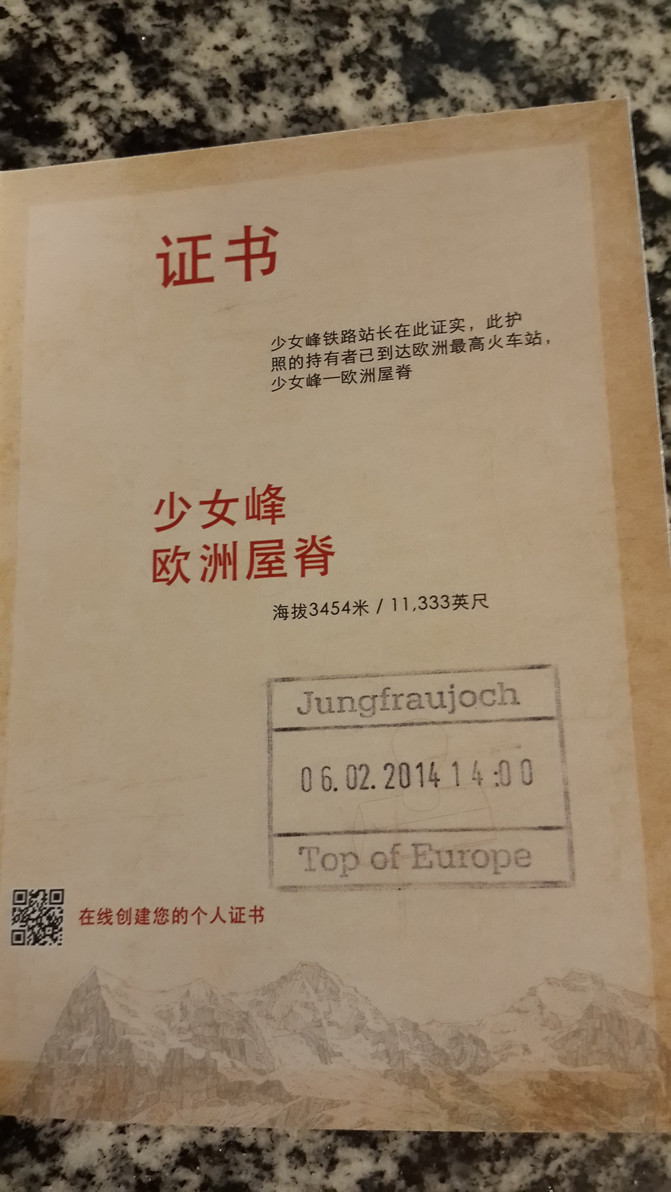 证书
少女峰铁路站长在此证实，此护
照的持有者已到达欧洲最高火车站，
少女峰—欧洲屋脊
少女峰
欧洲屋脊
海拔3454米 / 11,333英尺
Jungfraujoch
06.02.2014 14:00
Top of Europe
在线创建您的个人证书